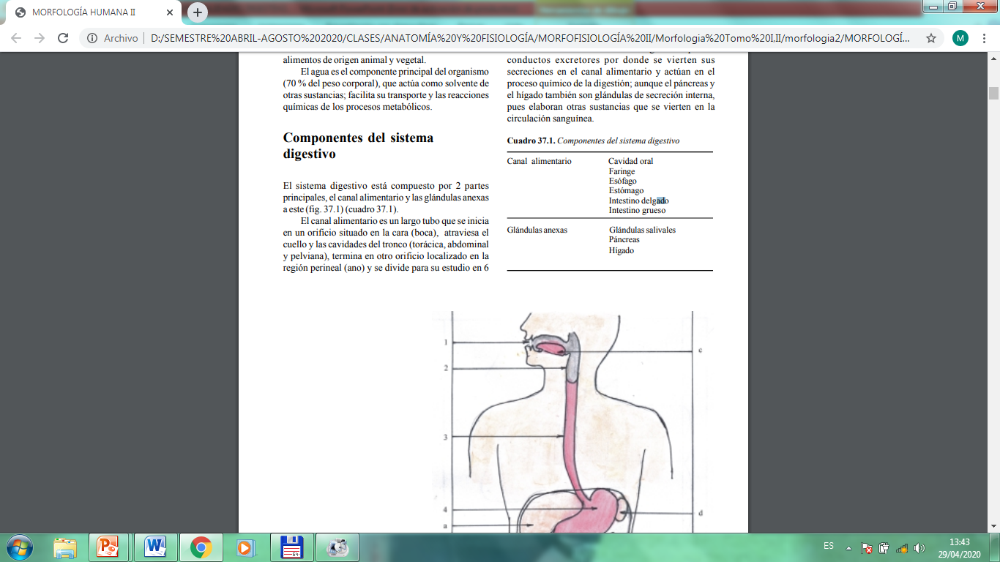 MORFOLOGÍA HUMANA II
Archivo
D:/SEMESTRE%20ABRIL-AGOSTO%202020/CLASES/ANATOMÍA%20Y%20FISIOLOGÍA/MORFOFISIOLOGÍA%20II/Morfologia%20Tomo%20I,II/morfologia2/MORFOLOGÍ...
M
alimentos de origen animal y vegetal.
El agua es el componente principal del organismo
(70 % del peso corporal), que actúa como solvente de
otras sustancias; facilita su transporte y las reacciones
químicas de los procesos metabólicos.
Componentes del sistema
digestivo
El sistema digestivo está compuesto por 2 partes
principales, el canal alimentario y las glándulas anexas
a este (fig. 37.1) (cuadro 37.1).
El canal alimentario es un largo tubo que se inicia
en un orificio situado en la cara (boca), atraviesa el
cuello y las cavidades del tronco (torácica, abdominal
y pelviana), termina en otro orificio localizado en la
región perineal (ano) y se divide para su estudio en 6
conductos excretores por donde se vierten sus
secreciones en el canal alimentario y actúan en el
proceso químico de la digestión; aunque el páncreas y
el hígado también son glándulas de secreción interna,
pues elaboran otras sustancias que se vierten en la
circulación sanguínea.
Cuadro 37.1. Componentes del sistema digestivo
Canal alimentario Cavidad oral
Faringe
Esófago
Estómago
Intestino delgado
Intestino grueso
Glándulas anexas Glándulas salivales
Páncreas
Hígado
1
c
2
3
4
d
a
ES
13:43
29/04/2020